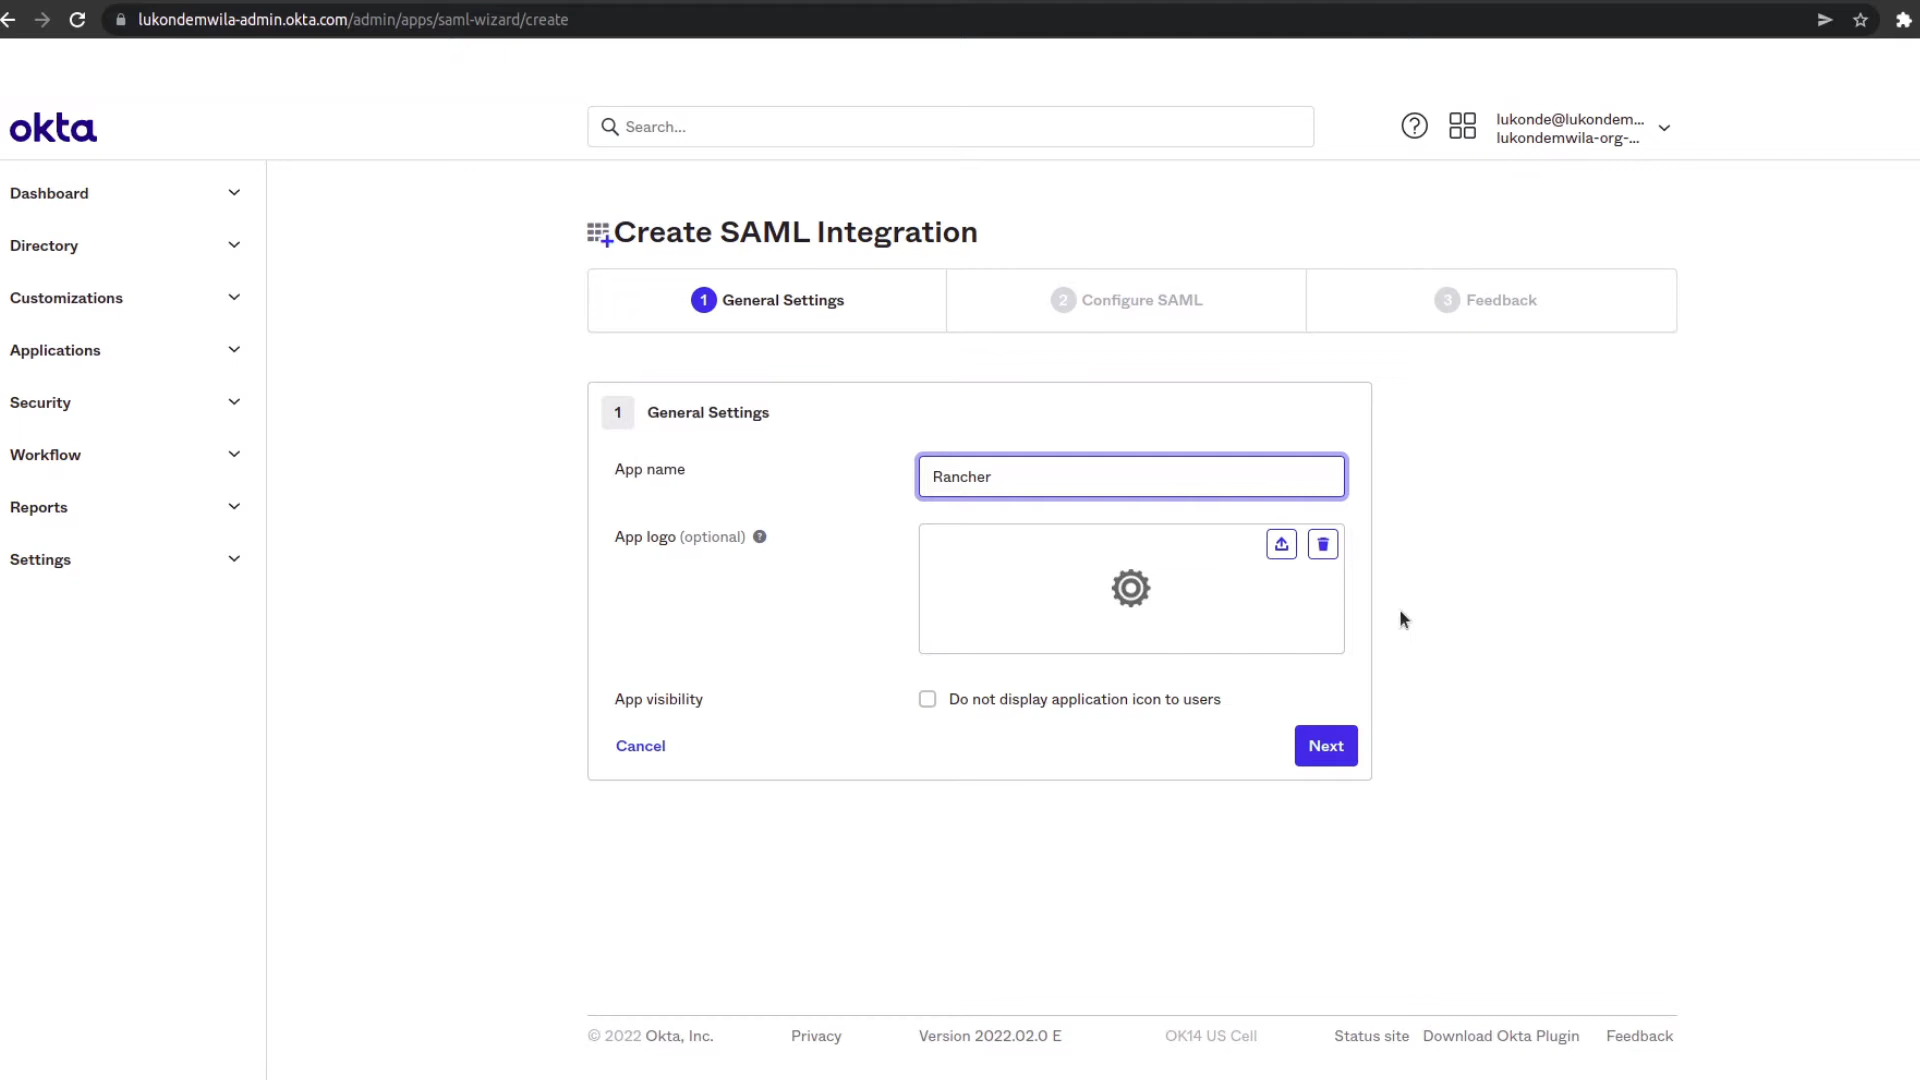 lukondemwila-admin.okta.com/admin/apps/saml-wizard/create
okta
Search...
lukonde@lukondem...
lukondemwila-org-...
Dashboard
Directory
Customizations
Applications
Security
Workflow
Reports
Settings
Create SAML Integration
1 General Settings
2 Configure SAML
3 Feedback
1 General Settings
App name
Rancher
App logo (optional)
App visibility
Do not display application icon to users
Cancel
Next
© 2022 Okta, Inc.
Privacy
Version 2022.02.0 E
OK14 US Cell
Status site
Download Okta Plugin
Feedback